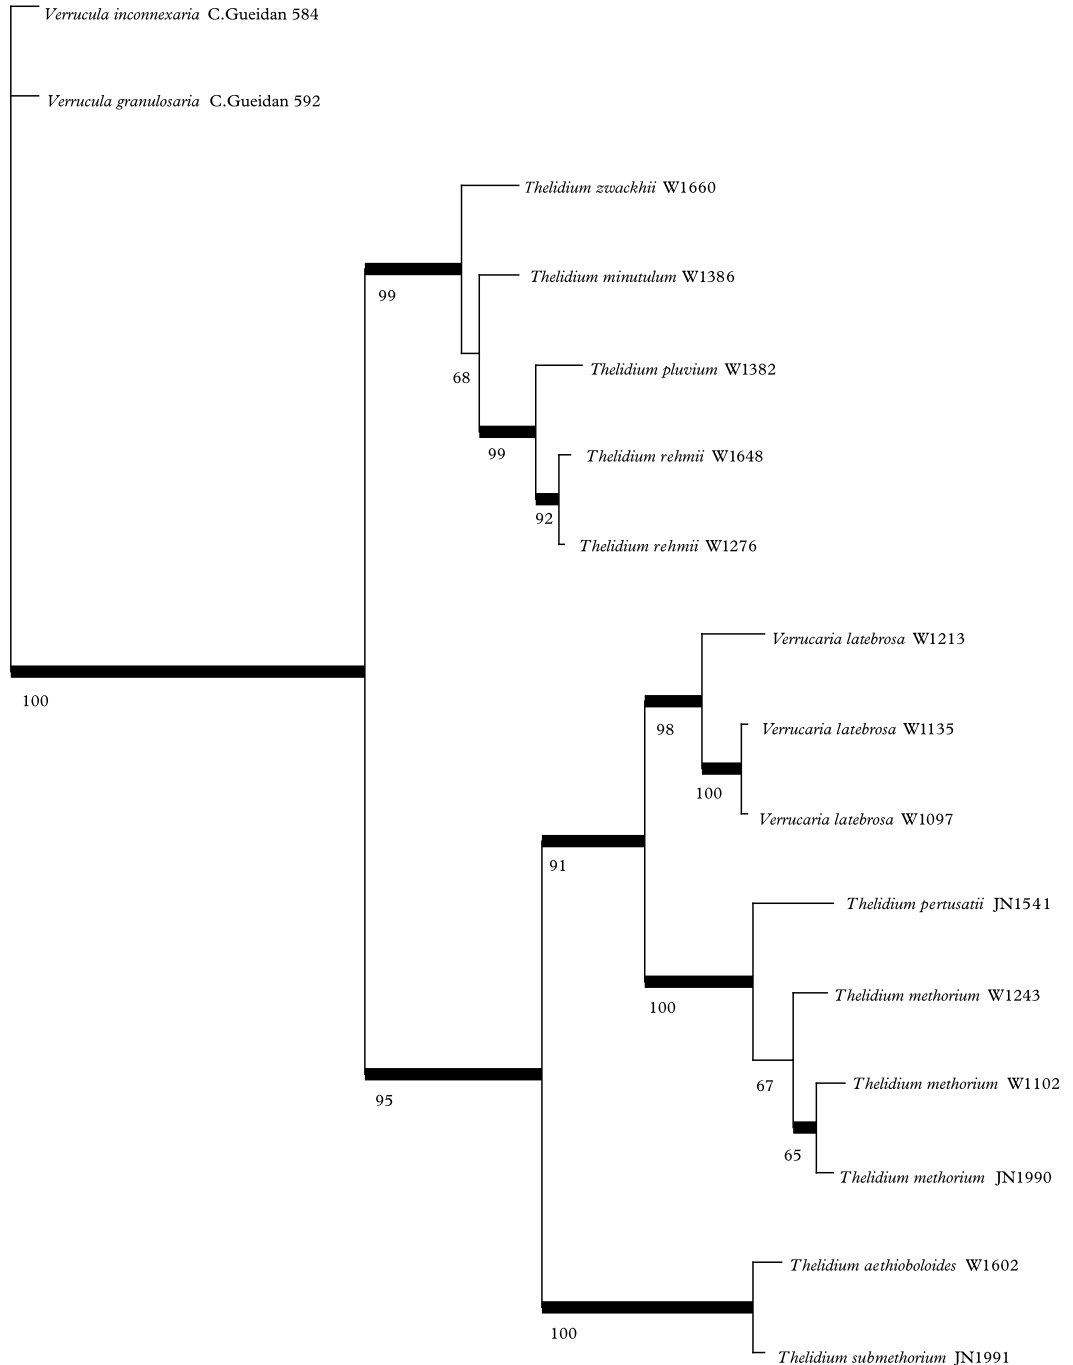 Verrucula inconnexaria C.Gueidan 584
Verrucula granulosaria C.Gueidan 592
Thelidium zwackhii W1660
Thelidium minutulum W1386
99
Thelidium pluvium W1382
68
Thelidium rehmii W1648
99
92
Thelidium rehmii W1276
Verrucaria latebrosa W1213
100
98
Verrucaria latebrosa W1135
100
Verrucaria latebrosa W1097
91
Thelidium pertusatii JN1541
Thelidium methorium W1243
100
Thelidium methorium W1102
67
95
65
Thelidium methorium JN1990
Thelidium aethioboloides W1602
100
Thelidium submethorium JN1991